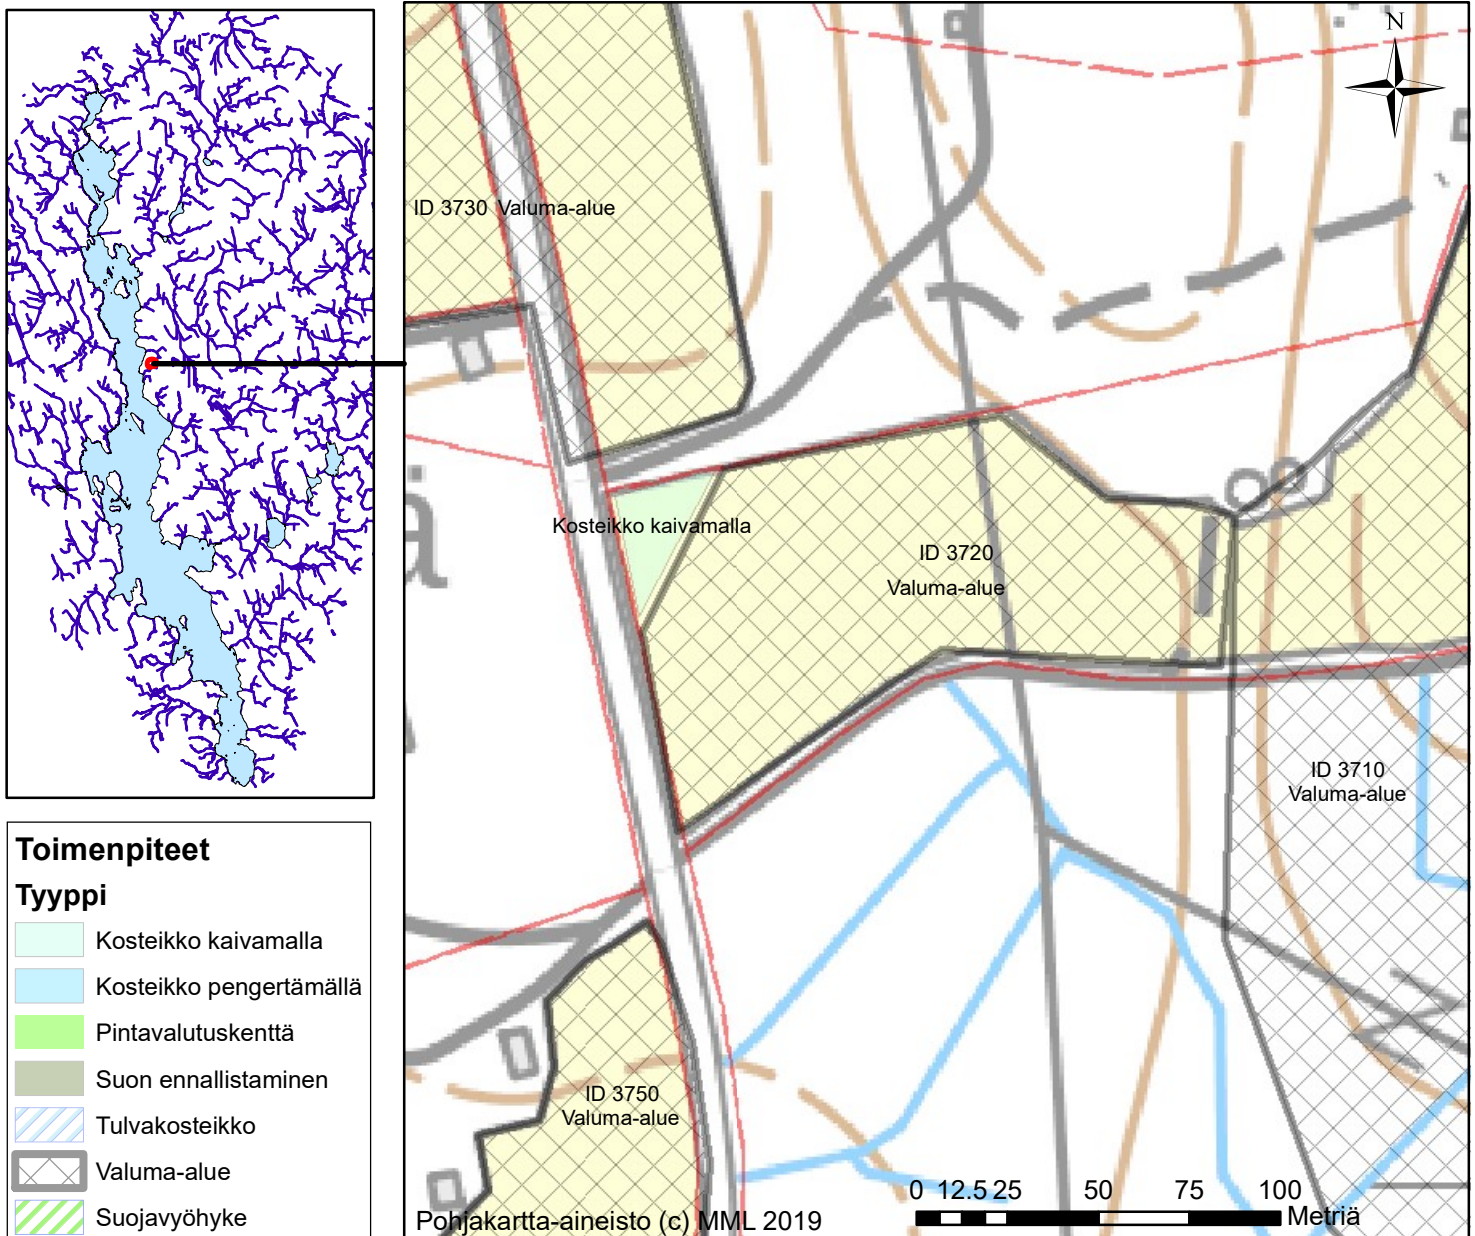 N
ID 3730 Valuma-alue
Kosteikko kaivamalla
ä
ID 3720
Valuma-alue
ID 3710
Valuma-alue
ID 3750
Valuma-alue
0 12.5 25 50 75 100
Metriä
Pohjakartta-aineisto (c) MML 2019
Toimenpiteet
Tyyppi
Kosteikko kaivamalla
Kosteikko pengertämällä
Pintavalutuskenttä
Suon ennallistaminen
Tulvakosteikko
Valuma-alue
Suojavyöhyke